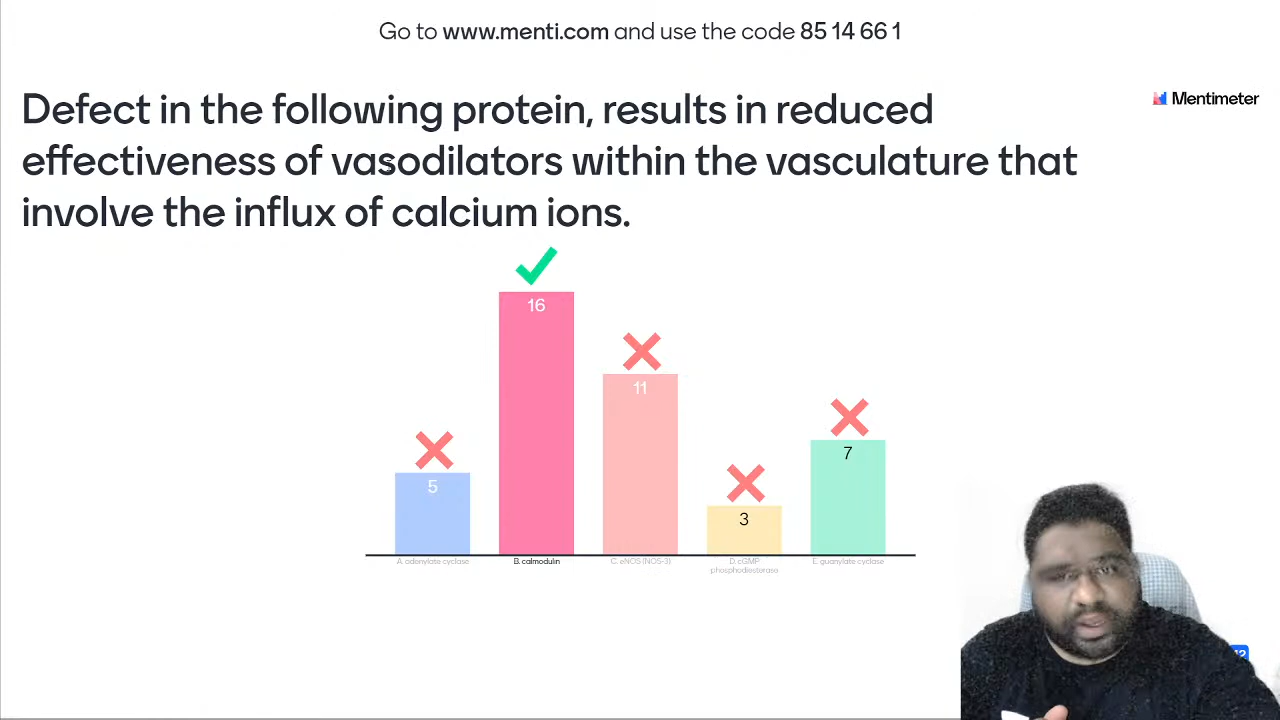 Go to www.menti.com and use the code 85 14 66 1
Mentimeter
Defect in the following protein, results in reduced
effectiveness of vasodilators within the vasculature that
involve the influx of calcium ions.
16
11
7
5
3
A. adenylate cyclase
B. calmodulin
C. eNOS (NOS-3)
D. cGMP
phosphodiesterase
E. guanylate cyclase